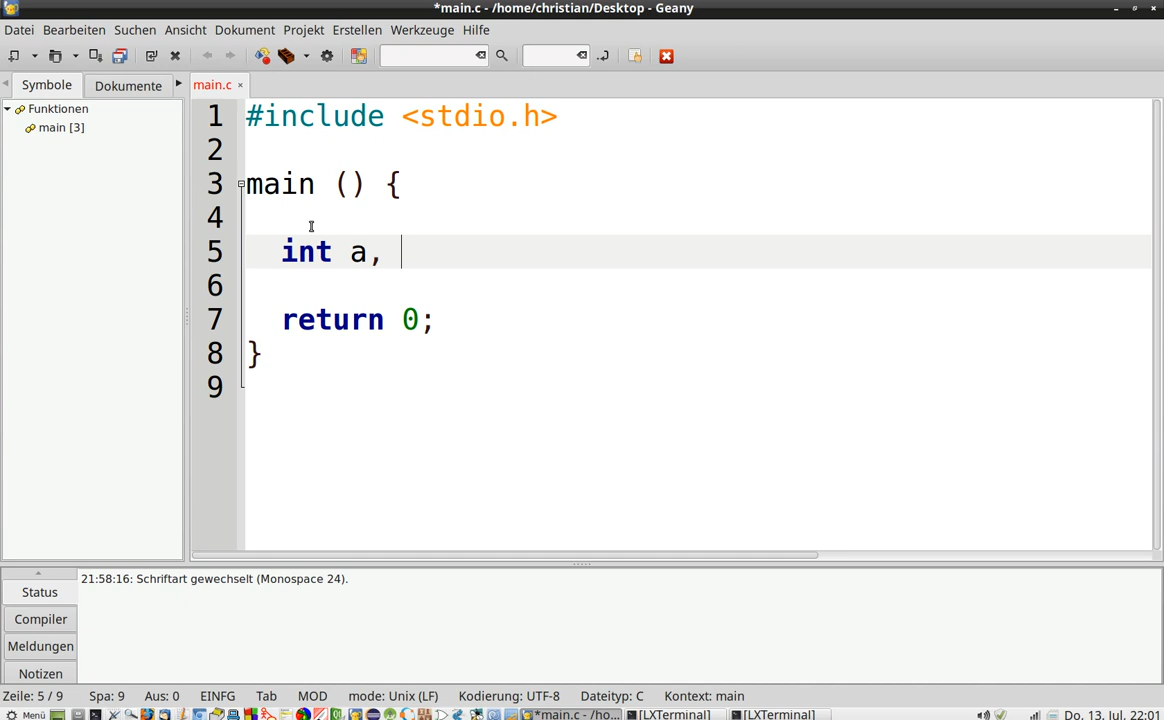 *main.c - /home/christian/Desktop - Geany
Datei Bearbeiten Suchen Ansicht Dokument Projekt Erstellen Werkzeuge Hilfe
Symbole Dokumente main.c ×
Funktionen
main [3]
1 #include <stdio.h>
2
3 main () {
4
5 int a,
6
7 return 0;
8 }
9
Status
Compiler
Meldungen
Notizen
21:58:16: Schriftart gewechselt (Monospace 24).
Zeile: 5 / 9 Spa: 9 Aus: 0 EINFG Tab MOD mode: Unix (LF) Kodierung: UTF-8 Dateityp: C Kontext: main
Menü *main.c - /ho... [LXTerminal] [LXTerminal] Do. 13. Jul. 22:01